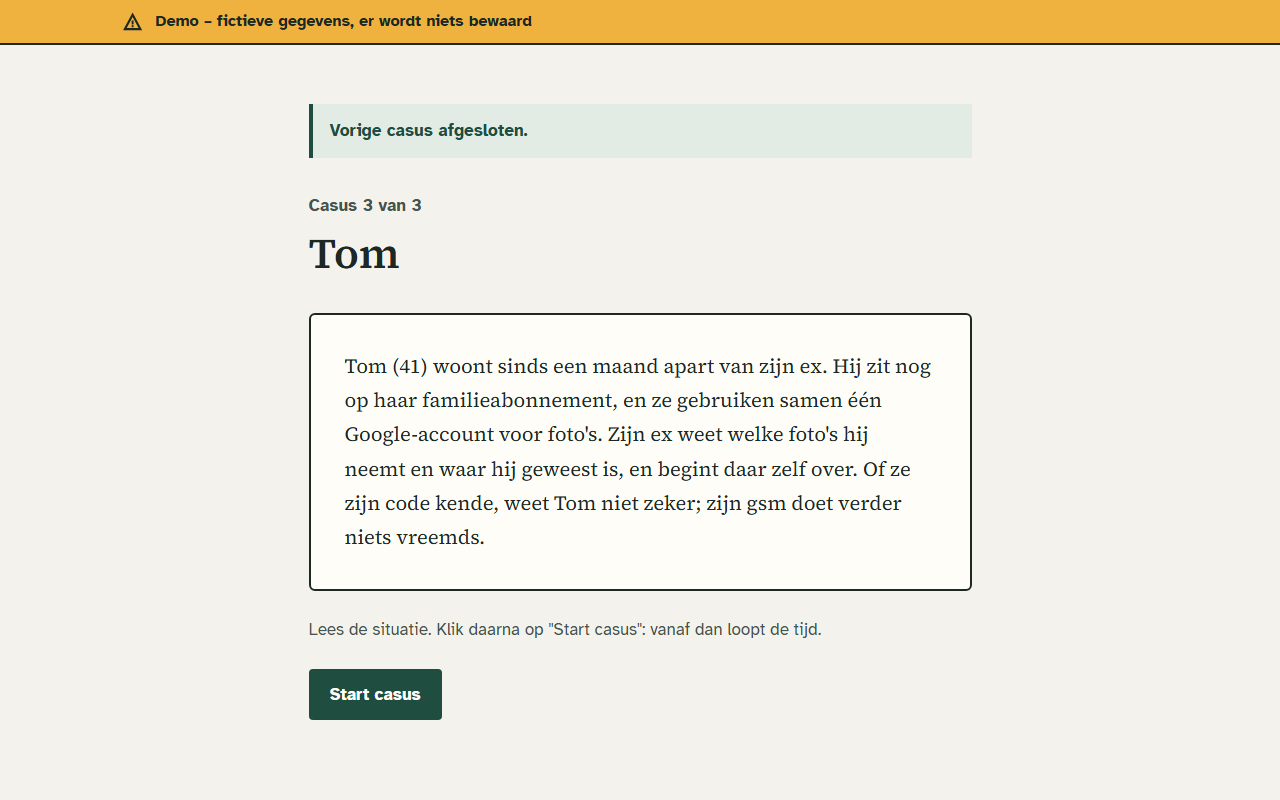 Demo – fictieve gegevens, er wordt niets bewaard
Vorige casus afgesloten.
Casus 3 van 3
Tom
Tom (41) woont sinds een maand apart van zijn ex. Hij zit nog
op haar familieabonnement, en ze gebruiken samen één
Google-account voor foto's. Zijn ex weet welke foto's hij
neemt en waar hij geweest is, en begint daar zelf over. Of ze
zijn code kende, weet Tom niet zeker; zijn gsm doet verder
niets vreemds.
Lees de situatie. Klik daarna op "Start casus": vanaf dan loopt de tijd.
Start casus